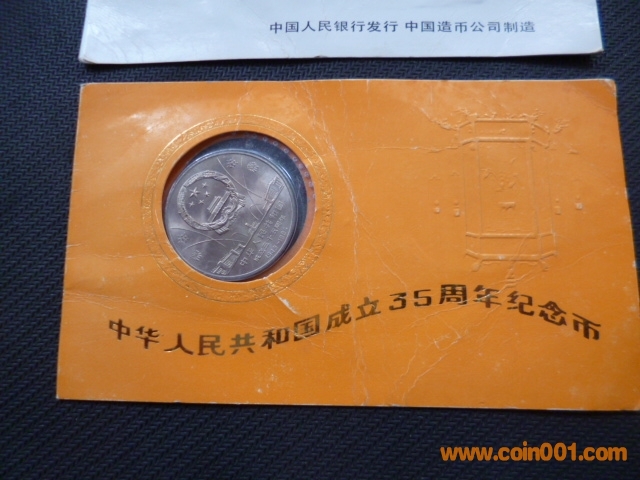 中国人民银行发行 中国造币公司制造
中华人民共和国成立35周年纪念币
www.coin001.com